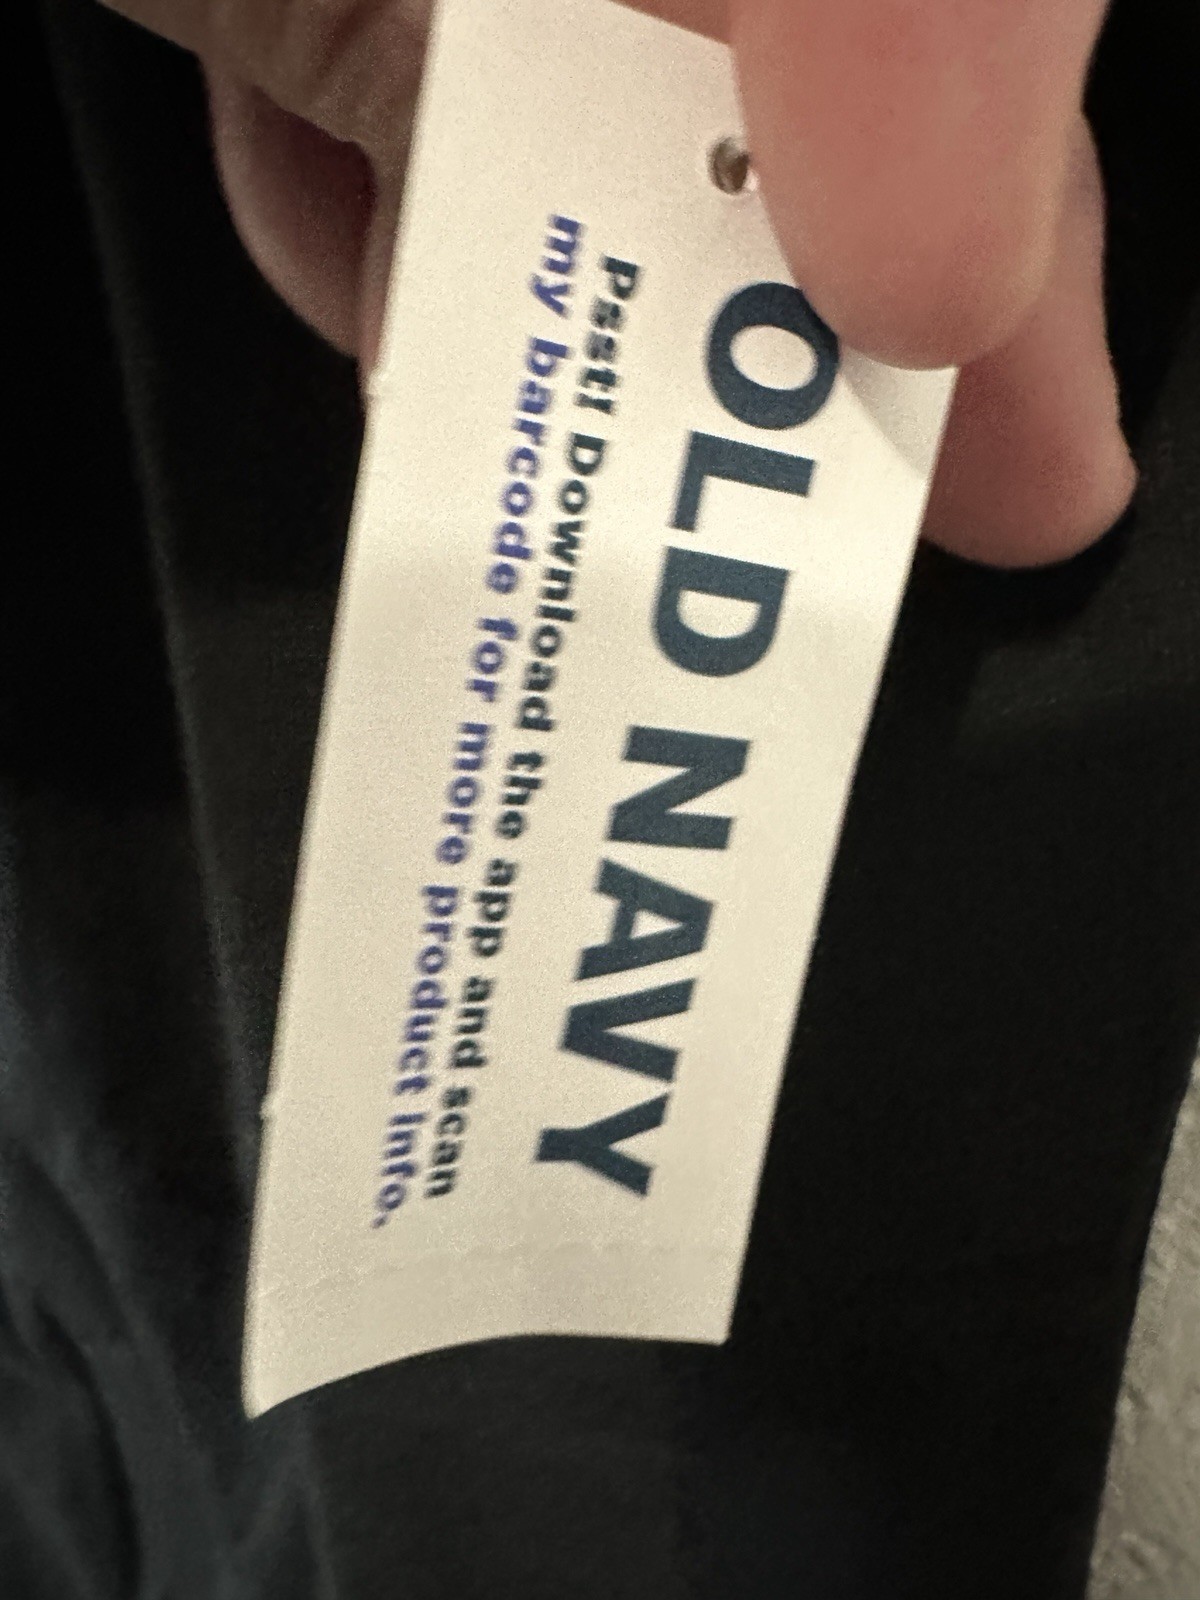 OLD NAVY
Psst! Download the app and scan
my barcode for more product info.